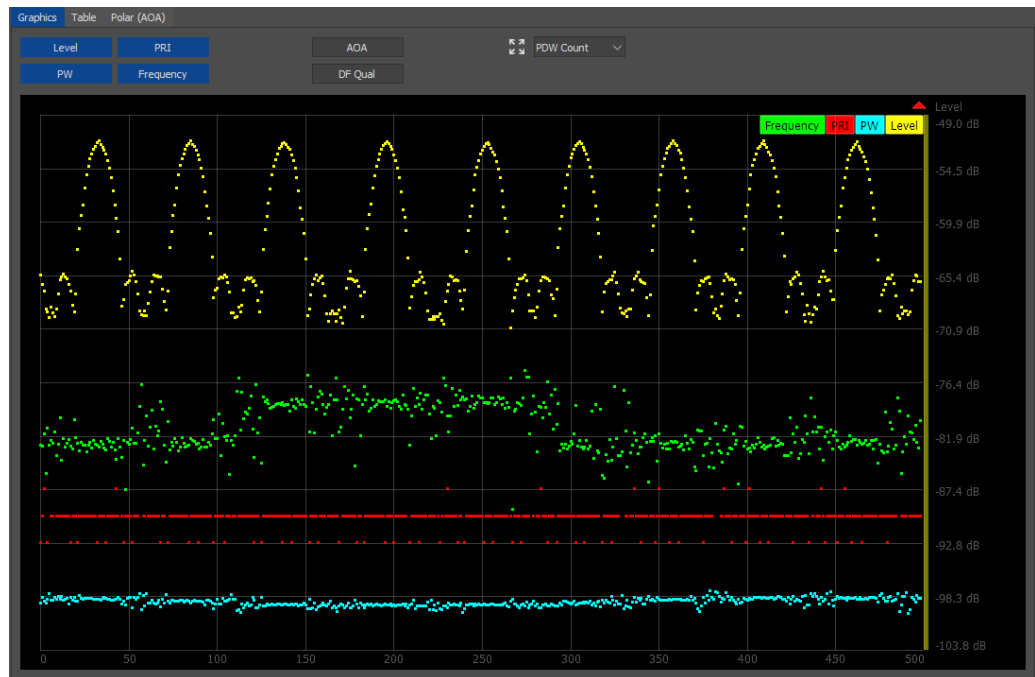 Graphics Table Polar (AOA)
Level PRI AOA PDW Count
PW Frequency DF Qual
Level
Frequency PRI PW Level
-49.0 dB
-54.5 dB
-59.9 dB
-65.4 dB
-70.9 dB
-76.4 dB
-81.9 dB
-87.4 dB
-92.8 dB
-98.3 dB
-103.8 dB
0 50 100 150 200 250 300 350 400 450 500